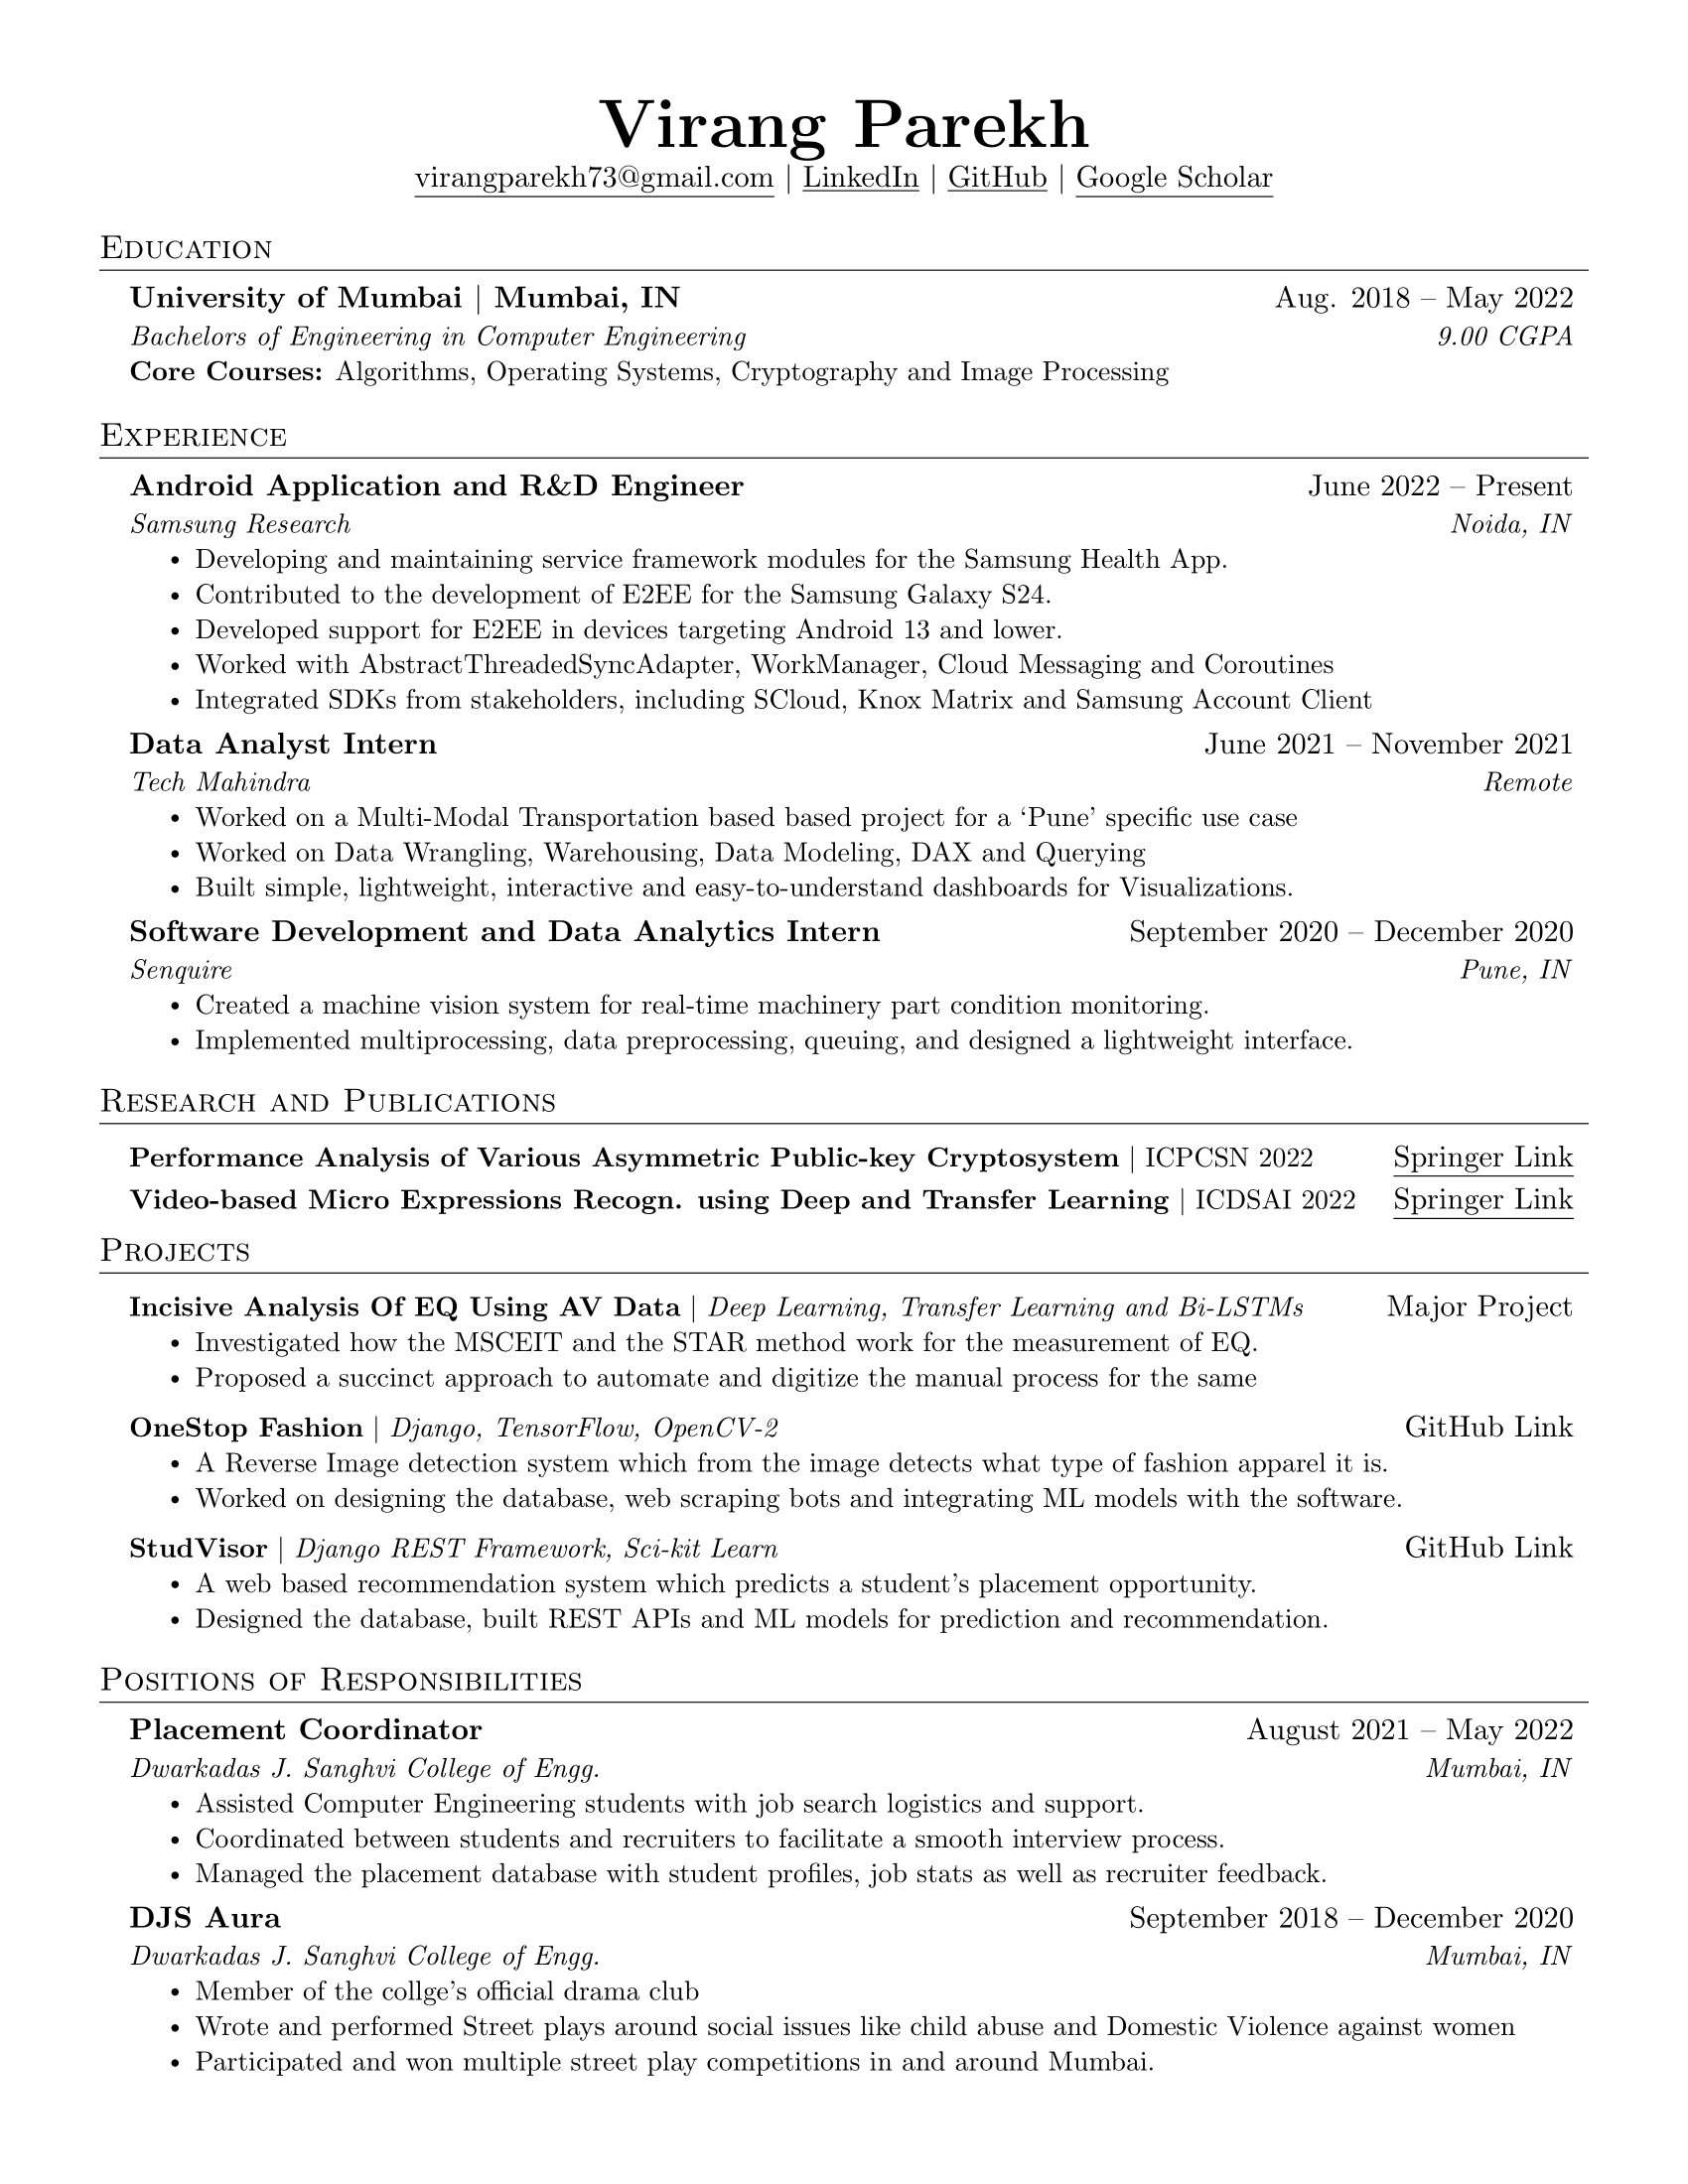 Virang Parekh
virangparekh73@gmail.com | LinkedIn | GitHub | Google Scholar
Education
University of Mumbai | Mumbai, IN Aug. 2018 – May 2022
Bachelors of Engineering in Computer Engineering 9.00 CGPA
Core Courses: Algorithms, Operating Systems, Cryptography and Image Processing
Experience
Android Application and R&D Engineer June 2022 – Present
Samsung Research Noida, IN
• Developing and maintaining service framework modules for the Samsung Health App.
• Contributed to the development of E2EE for the Samsung Galaxy S24.
• Developed support for E2EE in devices targeting Android 13 and lower.
• Worked with AbstractThreadedSyncAdapter, WorkManager, Cloud Messaging and Coroutines
• Integrated SDKs from stakeholders, including SCloud, Knox Matrix and Samsung Account Client
Data Analyst Intern June 2021 – November 2021
Tech Mahindra Remote
• Worked on a Multi-Modal Transportation based based project for a ‘Pune’ specific use case
• Worked on Data Wrangling, Warehousing, Data Modeling, DAX and Querying
• Built simple, lightweight, interactive and easy-to-understand dashboards for Visualizations.
Software Development and Data Analytics Intern September 2020 – December 2020
Senquire Pune, IN
• Created a machine vision system for real-time machinery part condition monitoring.
• Implemented multiprocessing, data preprocessing, queuing, and designed a lightweight interface.
Research and Publications
Performance Analysis of Various Asymmetric Public-key Cryptosystem | ICPCSN 2022 Springer Link
Video-based Micro Expressions Recogn. using Deep and Transfer Learning | ICDSAI 2022 Springer Link
Projects
Incisive Analysis Of EQ Using AV Data | Deep Learning, Transfer Learning and Bi-LSTMs Major Project
• Investigated how the MSCEIT and the STAR method work for the measurement of EQ.
• Proposed a succinct approach to automate and digitize the manual process for the same
OneStop Fashion | Django, TensorFlow, OpenCV-2 GitHub Link
• A Reverse Image detection system which from the image detects what type of fashion apparel it is.
• Worked on designing the database, web scraping bots and integrating ML models with the software.
StudVisor | Django REST Framework, Sci-kit Learn GitHub Link
• A web based recommendation system which predicts a student’s placement opportunity.
• Designed the database, built REST APIs and ML models for prediction and recommendation.
Positions of Responsibilities
Placement Coordinator August 2021 – May 2022
Dwarkadas J. Sanghvi College of Engg. Mumbai, IN
• Assisted Computer Engineering students with job search logistics and support.
• Coordinated between students and recruiters to facilitate a smooth interview process.
• Managed the placement database with student profiles, job stats as well as recruiter feedback.
DJS Aura September 2018 – December 2020
Dwarkadas J. Sanghvi College of Engg. Mumbai, IN
• Member of the collge’s official drama club
• Wrote and performed Street plays around social issues like child abuse and Domestic Violence against women
• Participated and won multiple street play competitions in and around Mumbai.